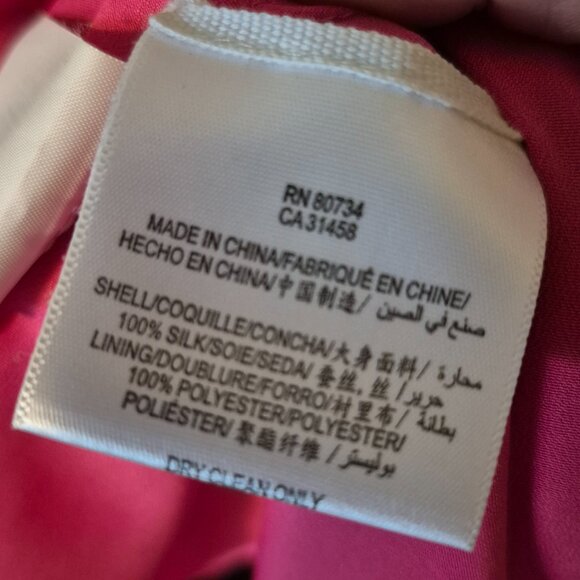 RN 80734
CA 31458
MADE IN CHINA/FABRIQUÉ EN CHINE/
HECHO EN CHINA/中国制造/ صنع في الصين
SHELL/COQUILLE/CONCHA/大身面料/ محارة/
100% SILK/SOIE/SEDA/ 蚕丝, 丝/ حرير/
LINING/DOUBLURE/FORRO/村里布/ بطانة/
100% POLYESTER/POLYESTER/
POLIÉSTER/聚酯纤维/ بوليستر/
DRY CLEAN ONLY